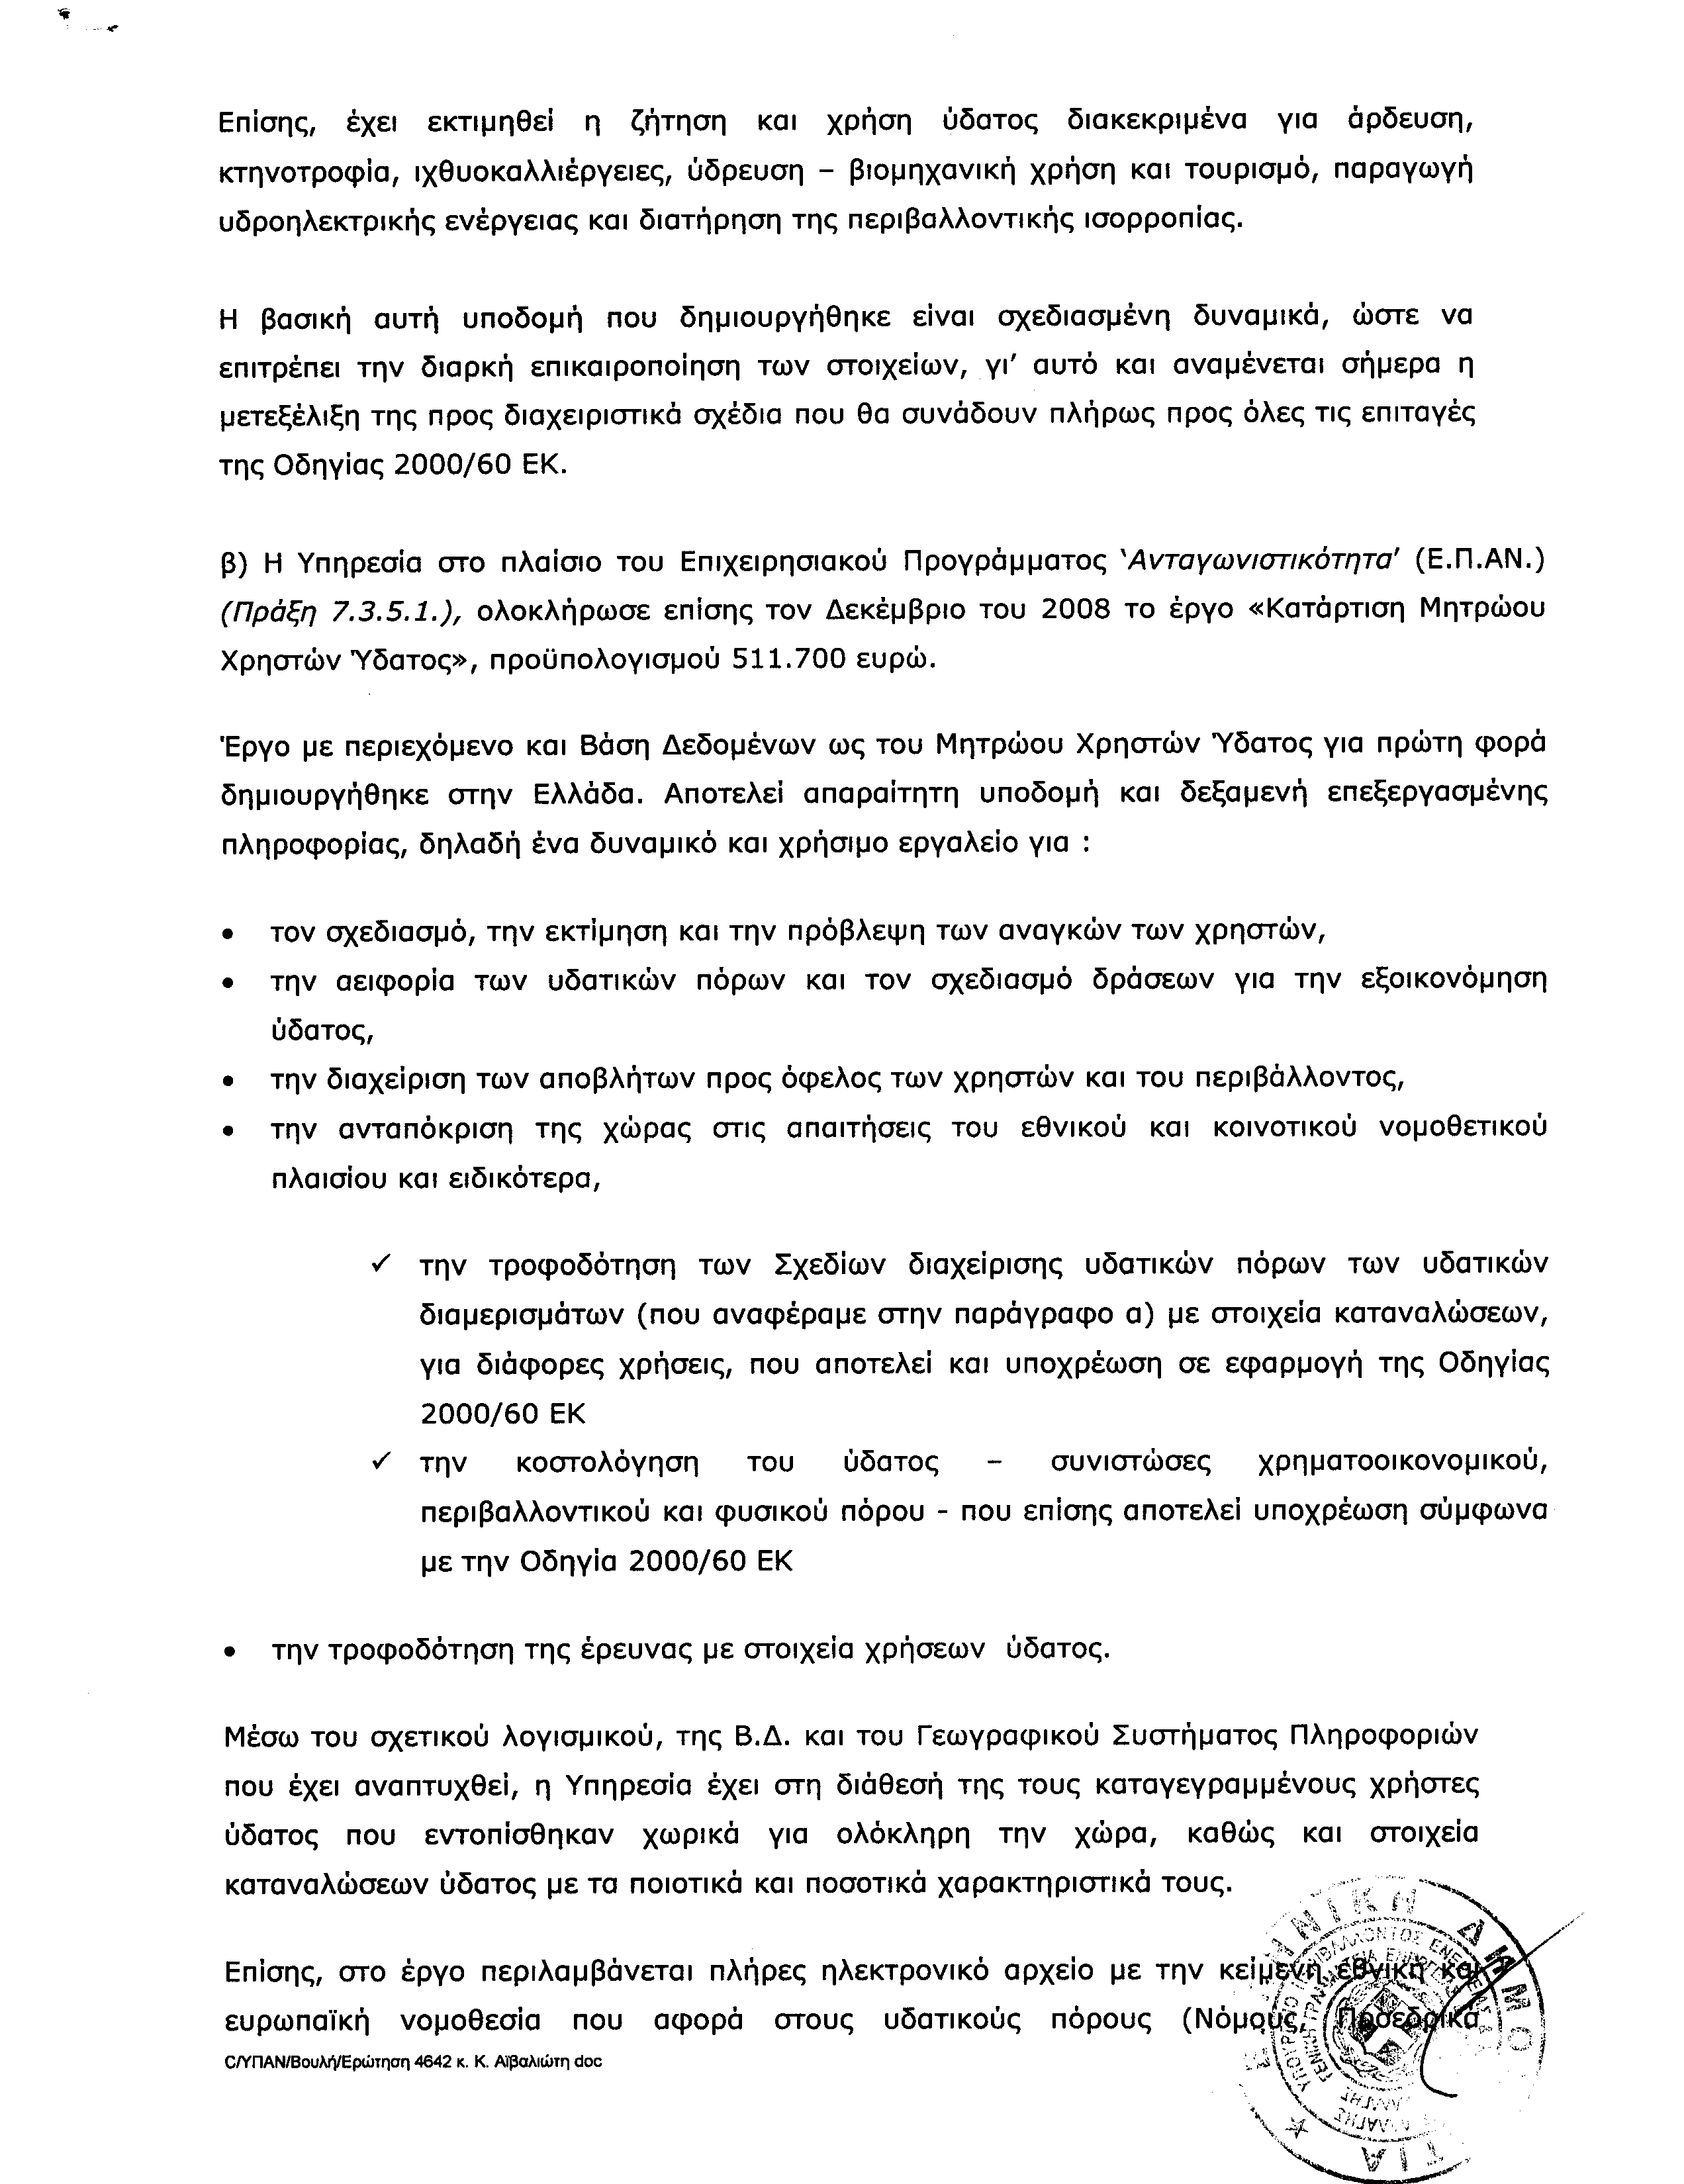 Επίσης, έχει εκτιμηθεί η ζήτηση και χρήση ύδατος διακεκριμένα για άρδευση,
κτηνοτροφία, ιχθυοκαλλιέργειες, ύδρευση – βιομηχανική χρήση και τουρισμό, παραγωγή
υδροηλεκτρικής ενέργειας και διατήρηση της περιβαλλοντικής ισορροπίας.
Η βασική αυτή υποδομή που δημιουργήθηκε είναι σχεδιασμένη δυναμικά, ώστε να
επιτρέπει την διαρκή επικαιροποίηση των στοιχείων, γι' αυτό και αναμένεται σήμερα η
μετεξέλιξη της προς διαχειριστικά σχέδια που θα συνάδουν πλήρως προς όλες τις επιταγές
της Οδηγίας 2000/60 ΕΚ.
β) Η Υπηρεσία στο πλαίσιο του Επιχειρησιακού Προγράμματος 'Ανταγωνιστικότητα' (Ε.Π.ΑΝ.)
(Πράξη 7.3.5.1.), ολοκλήρωσε επίσης τον Δεκέμβριο του 2008 το έργο «Κατάρτιση Μητρώου
Χρηστών Ύδατος», προϋπολογισμού 511.700 ευρώ.
Έργο με περιεχόμενο και Βάση Δεδομένων ως του Μητρώου Χρηστών Ύδατος για πρώτη φορά
δημιουργήθηκε στην Ελλάδα. Αποτελεί απαραίτητη υποδομή και δεξαμενή επεξεργασμένης
πληροφορίας, δηλαδή ένα δυναμικό και χρήσιμο εργαλείο για :
• τον σχεδιασμό, την εκτίμηση και την πρόβλεψη των αναγκών των χρηστών,
• την αειφορία των υδατικών πόρων και τον σχεδιασμό δράσεων για την εξοικονόμηση
ύδατος,
• την διαχείριση των αποβλήτων προς όφελος των χρηστών και του περιβάλλοντος,
• την ανταπόκριση της χώρας στις απαιτήσεις του εθνικού και κοινοτικού νομοθετικού
πλαισίου και ειδικότερα,
✓ την τροφοδότηση των Σχεδίων διαχείρισης υδατικών πόρων των υδατικών
διαμερισμάτων (που αναφέραμε στην παράγραφο α) με στοιχεία καταναλώσεων,
για διάφορες χρήσεις, που αποτελεί και υποχρέωση σε εφαρμογή της Οδηγίας
2000/60 ΕΚ
✓ την κοστολόγηση του ύδατος – συνιστώσες χρηματοοικονομικού,
περιβαλλοντικού και φυσικού πόρου - που επίσης αποτελεί υποχρέωση σύμφωνα
με την Οδηγία 2000/60 ΕΚ
• την τροφοδότηση της έρευνας με στοιχεία χρήσεων ύδατος.
Μέσω του σχετικού λογισμικού, της Β.Δ. και του Γεωγραφικού Συστήματος Πληροφοριών
που έχει αναπτυχθεί, η Υπηρεσία έχει στη διάθεσή της τους καταγεγραμμένους χρήστες
ύδατος που εντοπίσθηκαν χωρικά για ολόκληρη την χώρα, καθώς και στοιχεία
καταναλώσεων ύδατος με τα ποιοτικά και ποσοτικά χαρακτηριστικά τους.
Επίσης, στο έργο περιλαμβάνεται πλήρες ηλεκτρονικό αρχείο με την κείμενη εθνική και
ευρωπαϊκή νομοθεσία που αφορά στους υδατικούς πόρους (Νόμους, Προεδρικά
C/ΥΠΑΝ/Βουλή/Ερώτηση 4642 κ. Κ. Αϊβαλιώτη doc